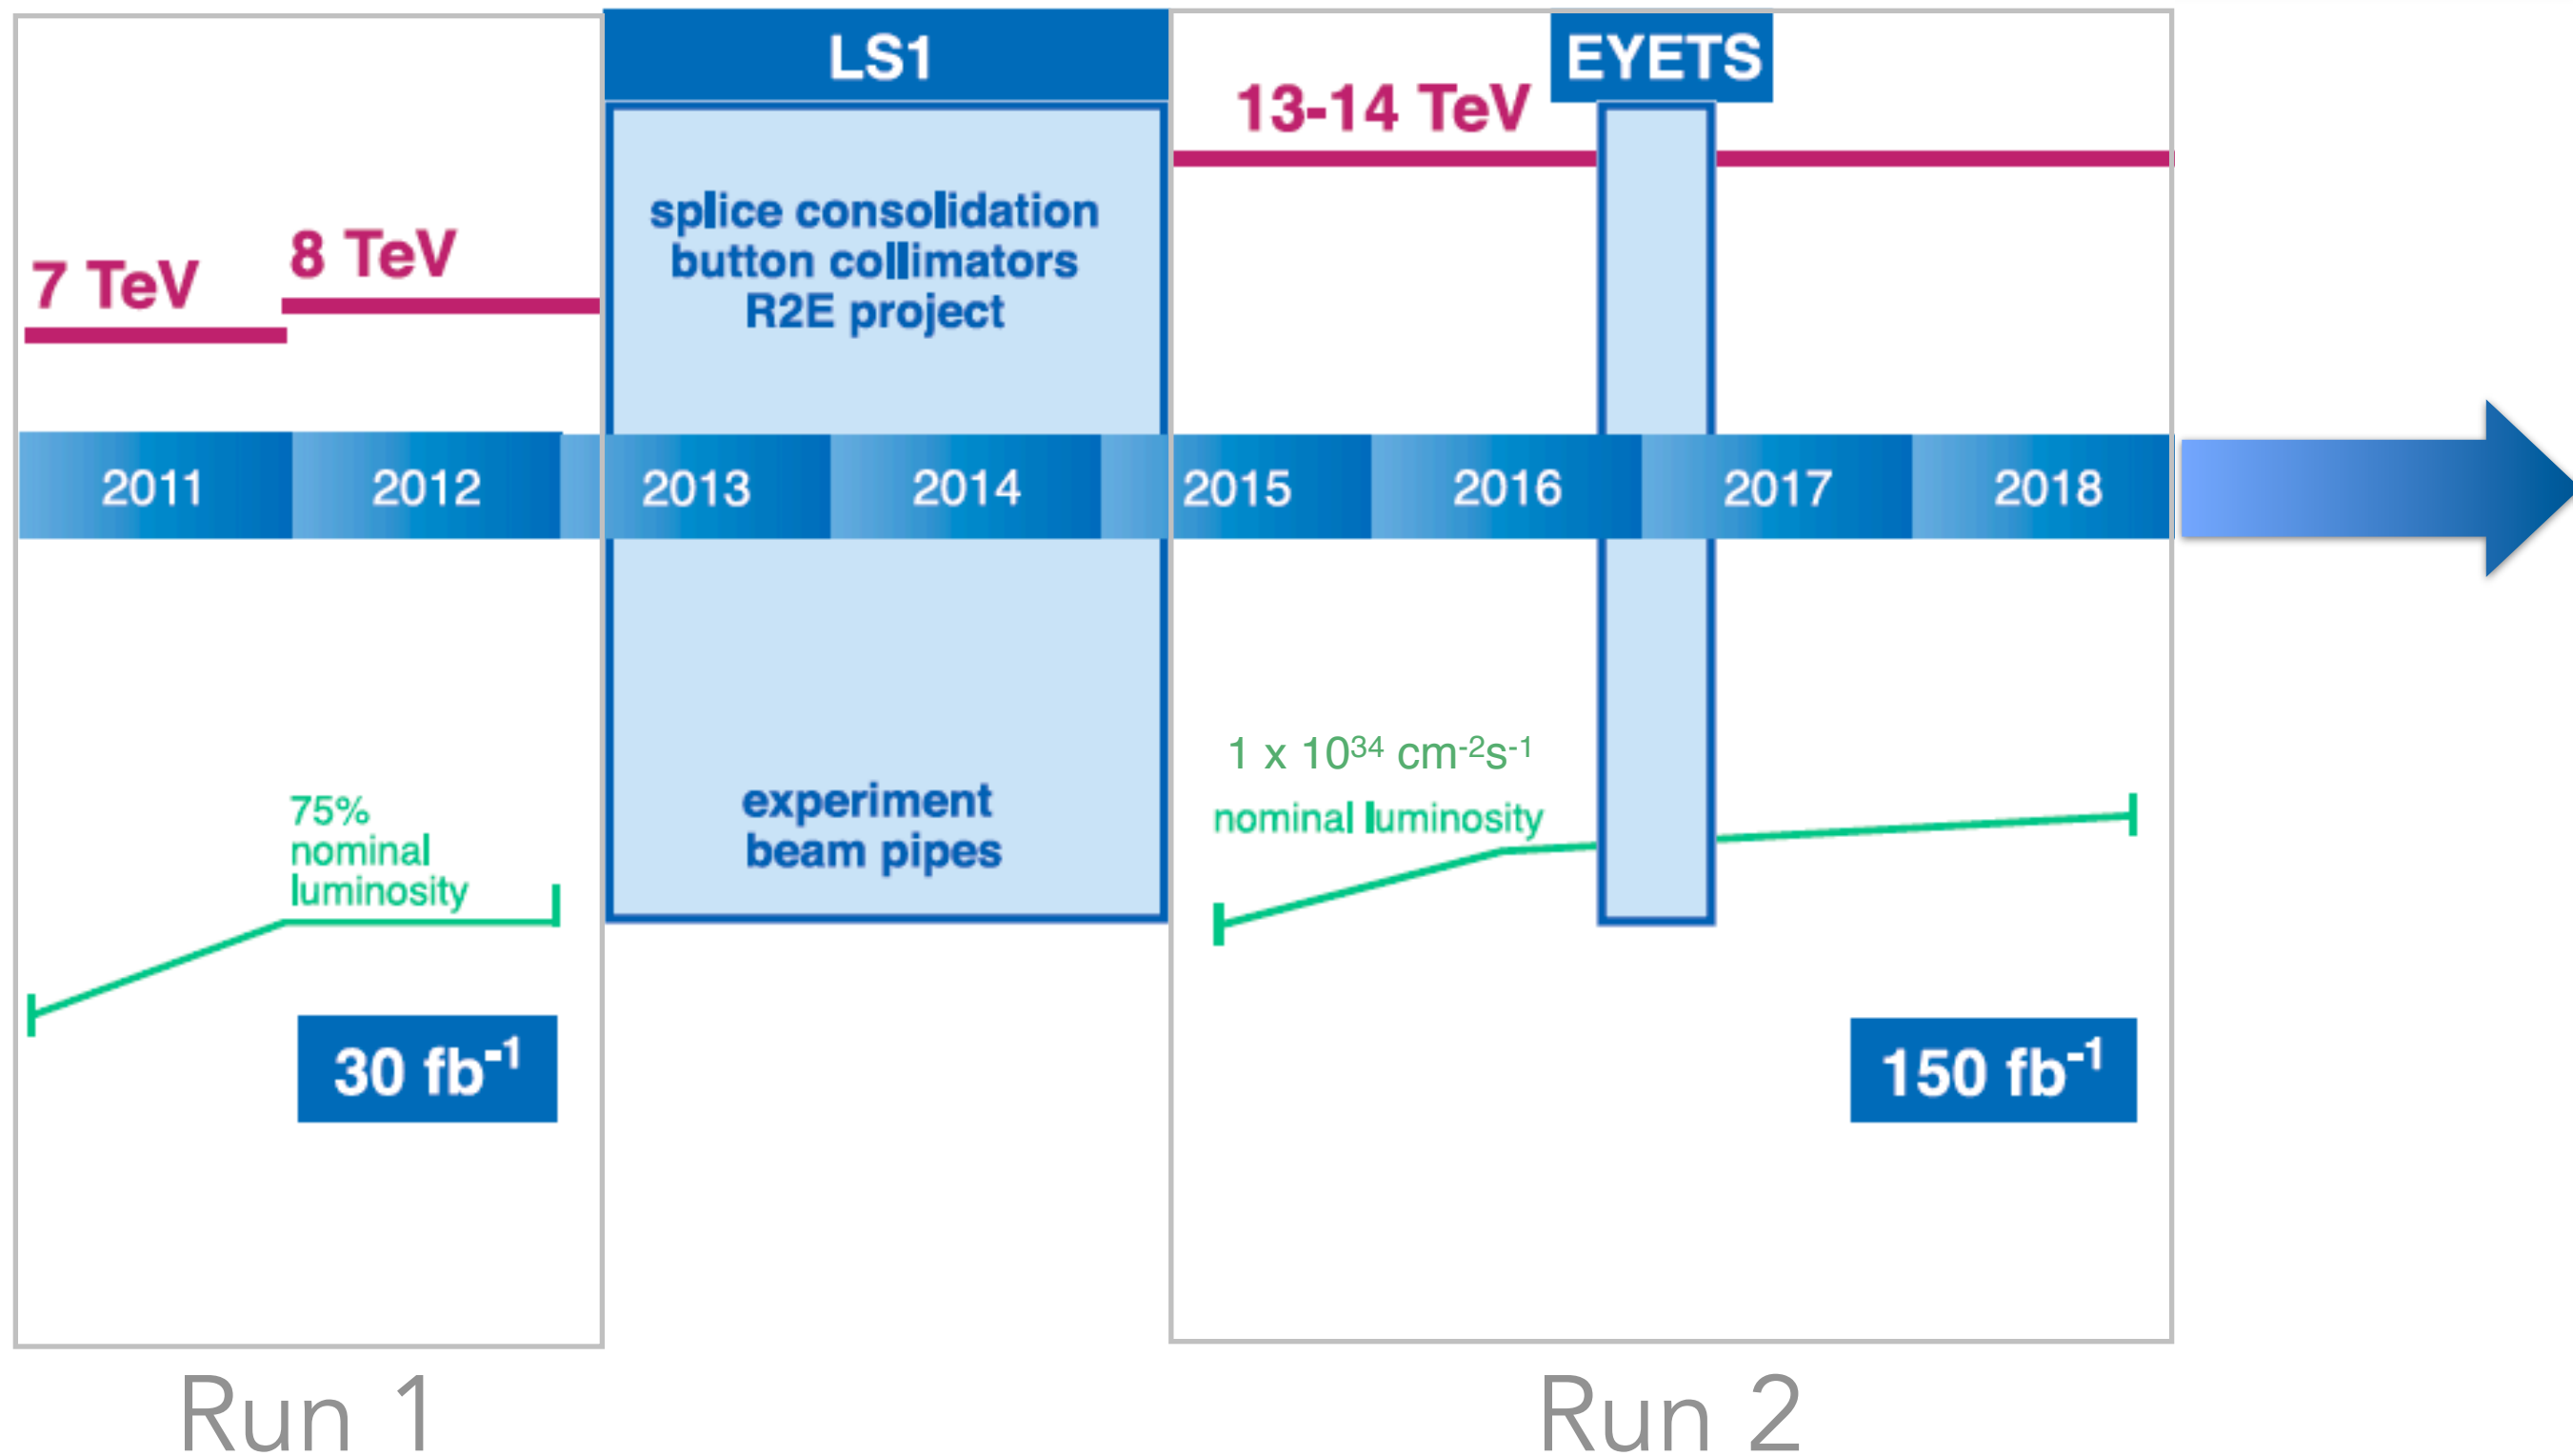 LS1
EYETS
13-14 TeV
7 TeV
8 TeV
splice consolidation
button collimators
R2E project
2011
2012
2013
2014
2015
2016
2017
2018
75%
nominal
luminosity
experiment
beam pipes
1 x 10³⁴ cm⁻²s⁻¹
nominal luminosity
30 fb⁻¹
150 fb⁻¹
Run 1
Run 2